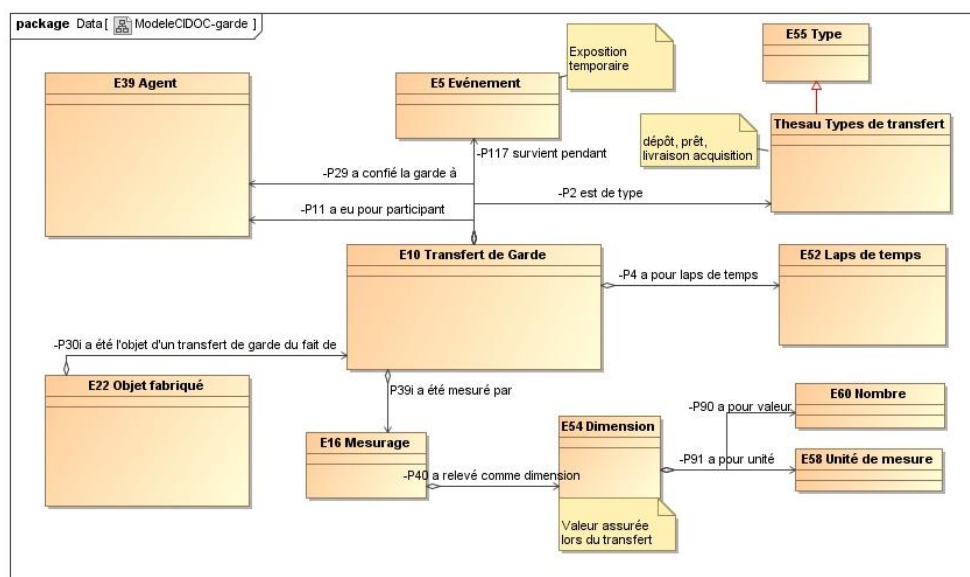 package Data [ ModeleCIDOC-garde ]
E55 Type
E39 Agent
E5 Evénement
Exposition
temporaire
Thesau Types de transfert
dépôt, prêt,
livraison acquisition
-P117 survient pendant
-P29 a confié la garde à
-P2 est de type
-P11 a eu pour participant
E10 Transfert de Garde
E52 Laps de temps
-P4 a pour laps de temps
-P30i a été l'objet d'un transfert de garde du fait de
E22 Objet fabriqué
P39i a été mesuré par
E60 Nombre
-P90 a pour valeur
E54 Dimension
E16 Mesurage
-P91 a pour unité
E58 Unité de mesure
-P40 a relevé comme dimension
Valeur assurée
lors du transfert